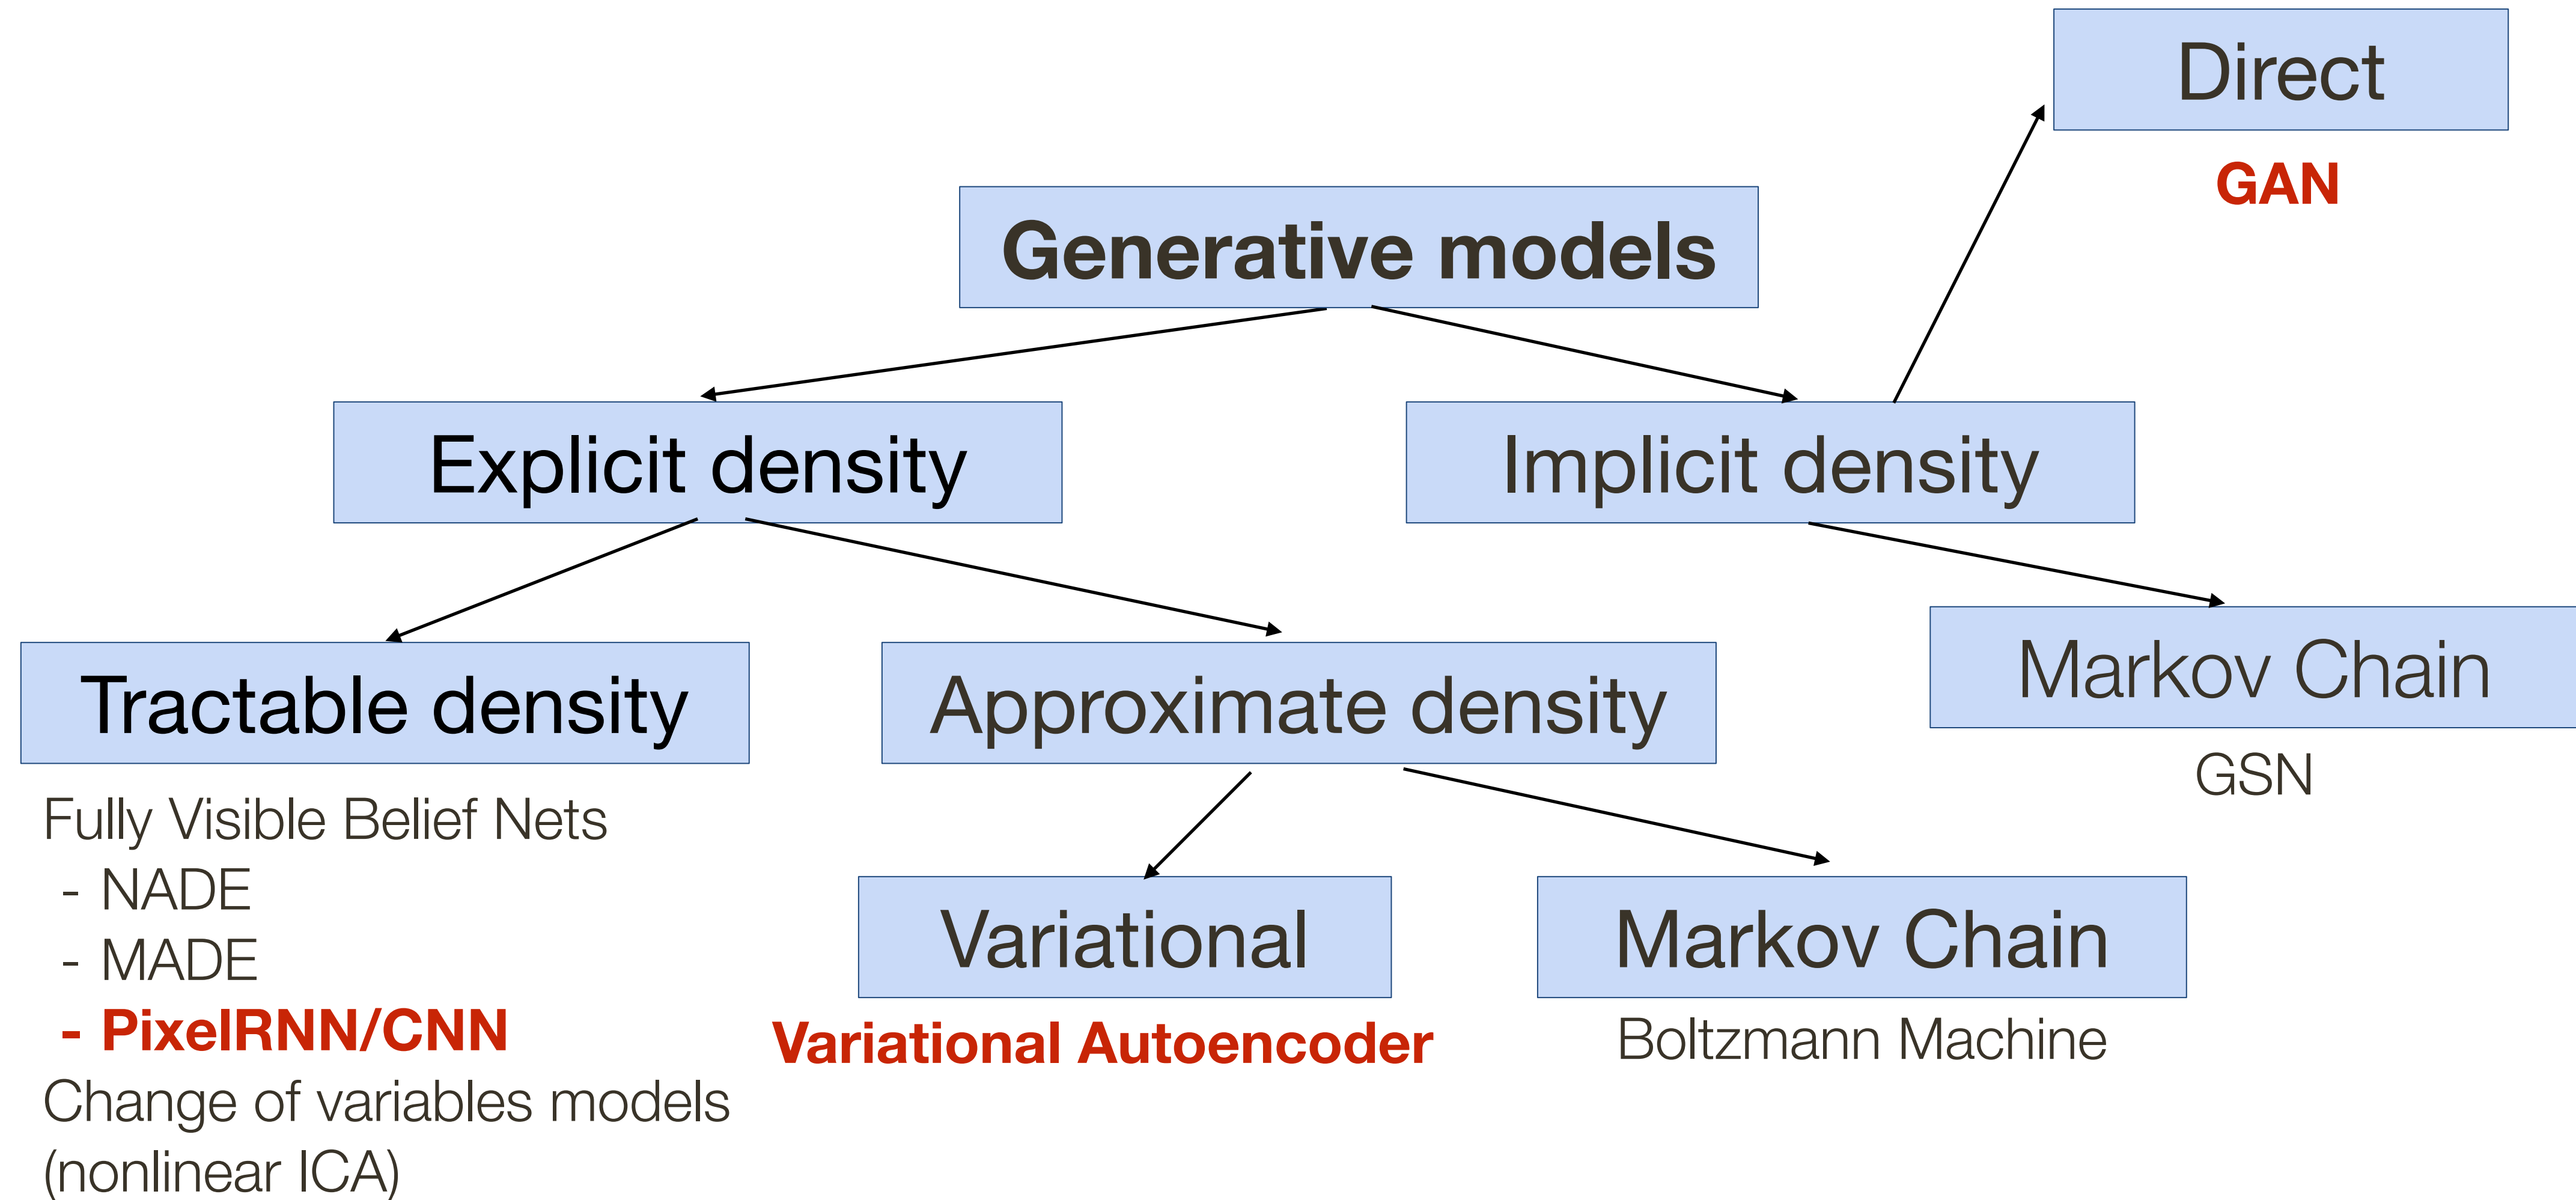 Direct
GAN
Generative models
Explicit density
Implicit density
Tractable density
Approximate density
Markov Chain
GSN
Fully Visible Belief Nets
- NADE
- MADE
- PixelRNN/CNN
Change of variables models
(nonlinear ICA)
Variational
Variational Autoencoder
Markov Chain
Boltzmann Machine